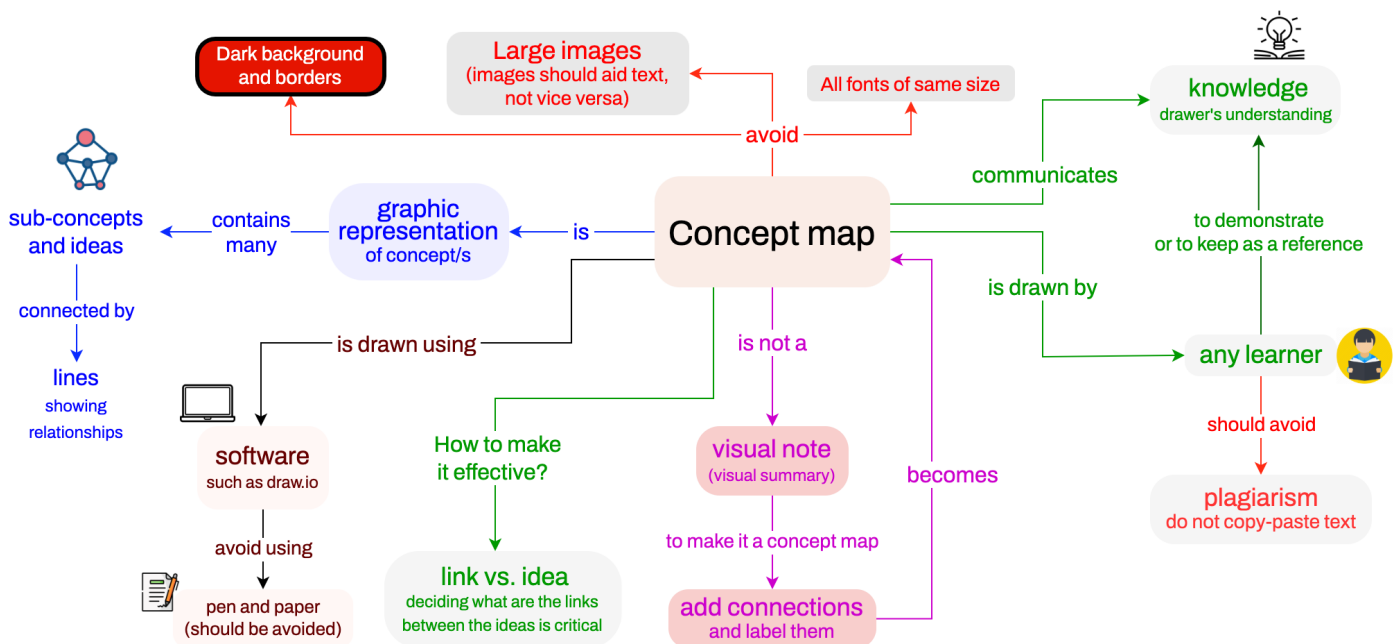 Dark background
and borders
Large images
(images should aid text,
not vice versa)
All fonts of same size
avoid
knowledge
drawer's understanding
communicates
sub-concepts
and ideas
contains
many
graphic
representation
of concept/s
is
Concept map
to demonstrate
or to keep as a reference
is drawn by
connected by
lines
showing
relationships
is drawn using
is not a
any learner
should avoid
plagiarism
do not copy-paste text
software
such as draw.io
avoid using
pen and paper
(should be avoided)
How to make
it effective?
link vs. idea
deciding what are the links
between the ideas is critical
visual note
(visual summary)
to make it a concept map
add connections
and label them
becomes